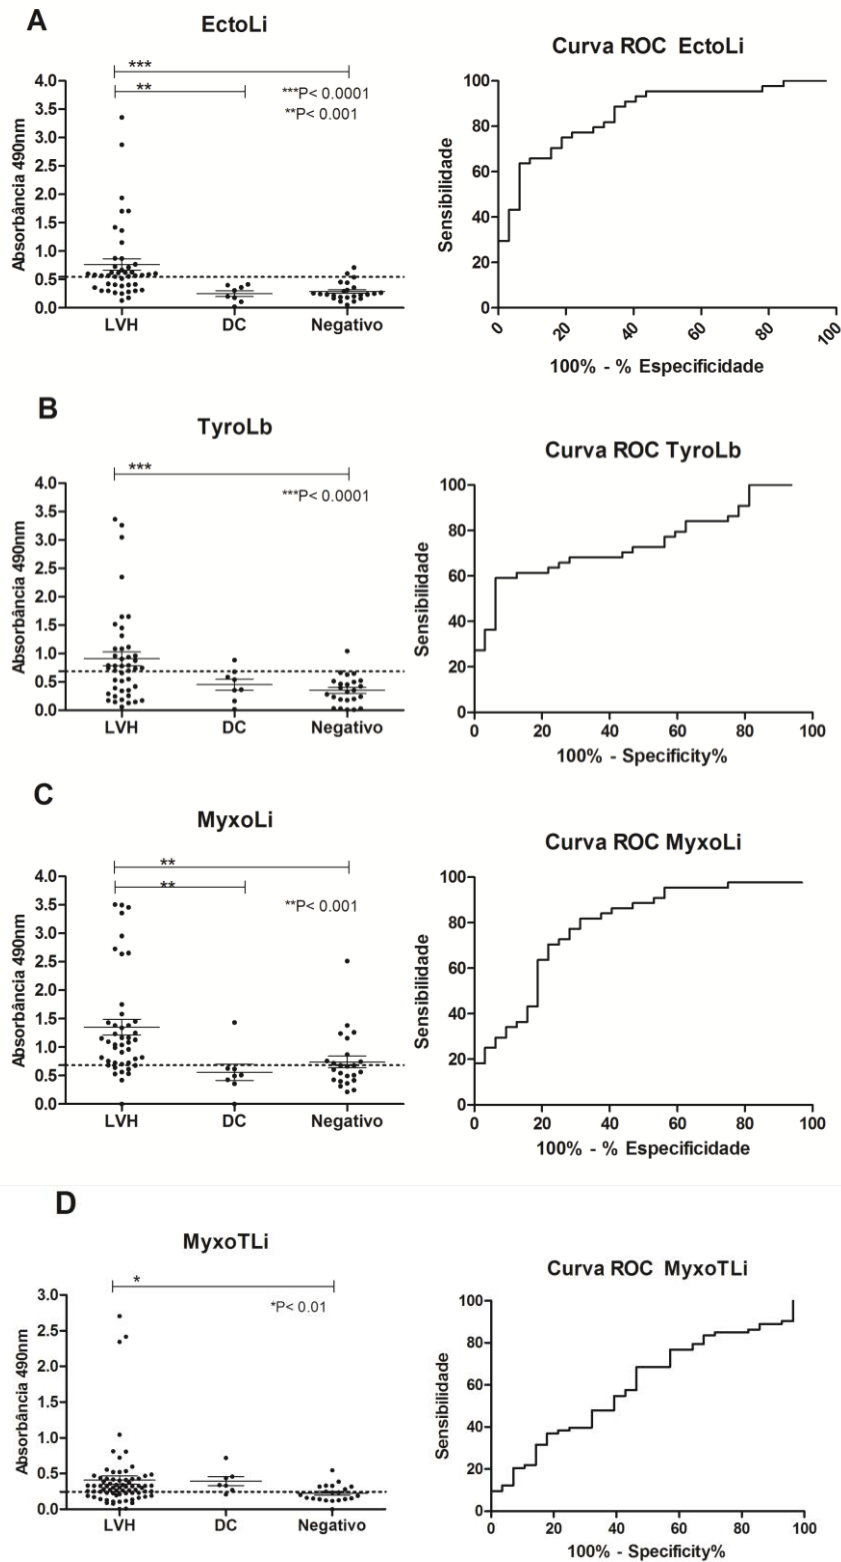 A
EctoLi
***
**
***P< 0.0001
**P< 0.001
Absorbância 490nm
4.0
3.5
3.0
2.5
2.0
1.5
1.0
0.5
0.0
LVH
DC
Negativo
Curva ROC EctoLi
Sensibilidade
100
80
60
40
20
0
0
20
40
60
80
100
100% - % Especificidade
B
TyroLb
***
***P< 0.0001
Absorbância 490nm
4.0
3.5
3.0
2.5
2.0
1.5
1.0
0.5
0.0
LVH
DC
Negativo
Curva ROC TyroLb
Sensibilidade
100
80
60
40
20
0
0
20
40
60
80
100
100% - Specificity%
C
MyxoLi
**
**
**P< 0.001
Absorbância 490nm
4.0
3.5
3.0
2.5
2.0
1.5
1.0
0.5
0.0
LVH
DC
Negativo
Curva ROC MyxoLi
Sensibilidade
100
80
60
40
20
0
0
20
40
60
80
100
100% - % Especificidade
D
MyxoTLi
*
*P< 0.01
Absorbância 490nm
3.0
2.5
2.0
1.5
1.0
0.5
0.0
LVH
DC
Negativo
Curva ROC MyxoTLi
Sensibilidade
100
80
60
40
20
0
0
20
40
60
80
100
100% - Specificity%